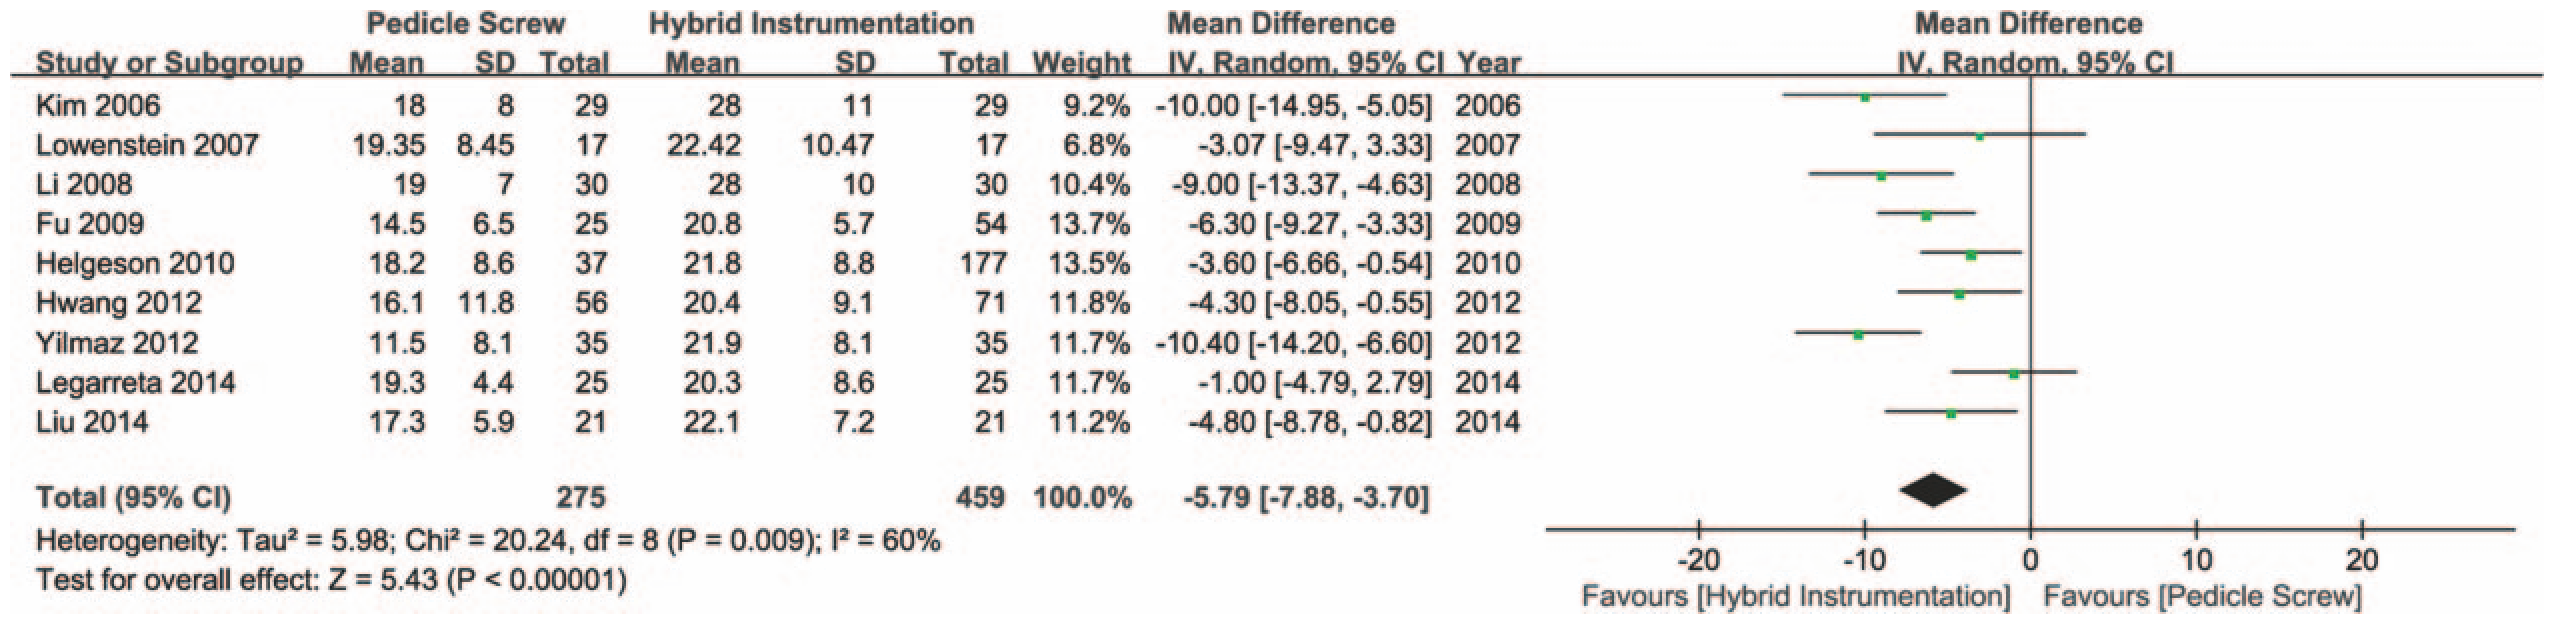 Pedicle Screw Hybrid Instrumentation Mean Difference Mean Difference
Study or Subgroup Mean SD Total Mean SD Total Weight IV, Random, 95% CI Year IV, Random, 95% CI
Kim 2006 18 8 29 28 11 29 9.2% -10.00 [-14.95, -5.05] 2006
Lowenstein 2007 19.35 8.45 17 22.42 10.47 17 6.8% -3.07 [-9.47, 3.33] 2007
Li 2008 19 7 30 28 10 30 10.4% -9.00 [-13.37, -4.63] 2008
Fu 2009 14.5 6.5 25 20.8 5.7 54 13.7% -6.30 [-9.27, -3.33] 2009
Helgeson 2010 18.2 8.6 37 21.8 8.8 177 13.5% -3.60 [-6.66, -0.54] 2010
Hwang 2012 16.1 11.8 56 20.4 9.1 71 11.8% -4.30 [-8.05, -0.55] 2012
Yilmaz 2012 11.5 8.1 35 21.9 8.1 35 11.7% -10.40 [-14.20, -6.60] 2012
Legarreta 2014 19.3 4.4 25 20.3 8.6 25 11.7% -1.00 [-4.79, 2.79] 2014
Liu 2014 17.3 5.9 21 22.1 7.2 21 11.2% -4.80 [-8.78, -0.82] 2014
Total (95% CI) 275 459 100.0% -5.79 [-7.88, -3.70]
Heterogeneity: Tau² = 5.98; Chi² = 20.24, df = 8 (P = 0.009); I² = 60%
Test for overall effect: Z = 5.43 (P < 0.00001)
-20 -10 0 10 20
Favours [Hybrid Instrumentation] Favours [Pedicle Screw]